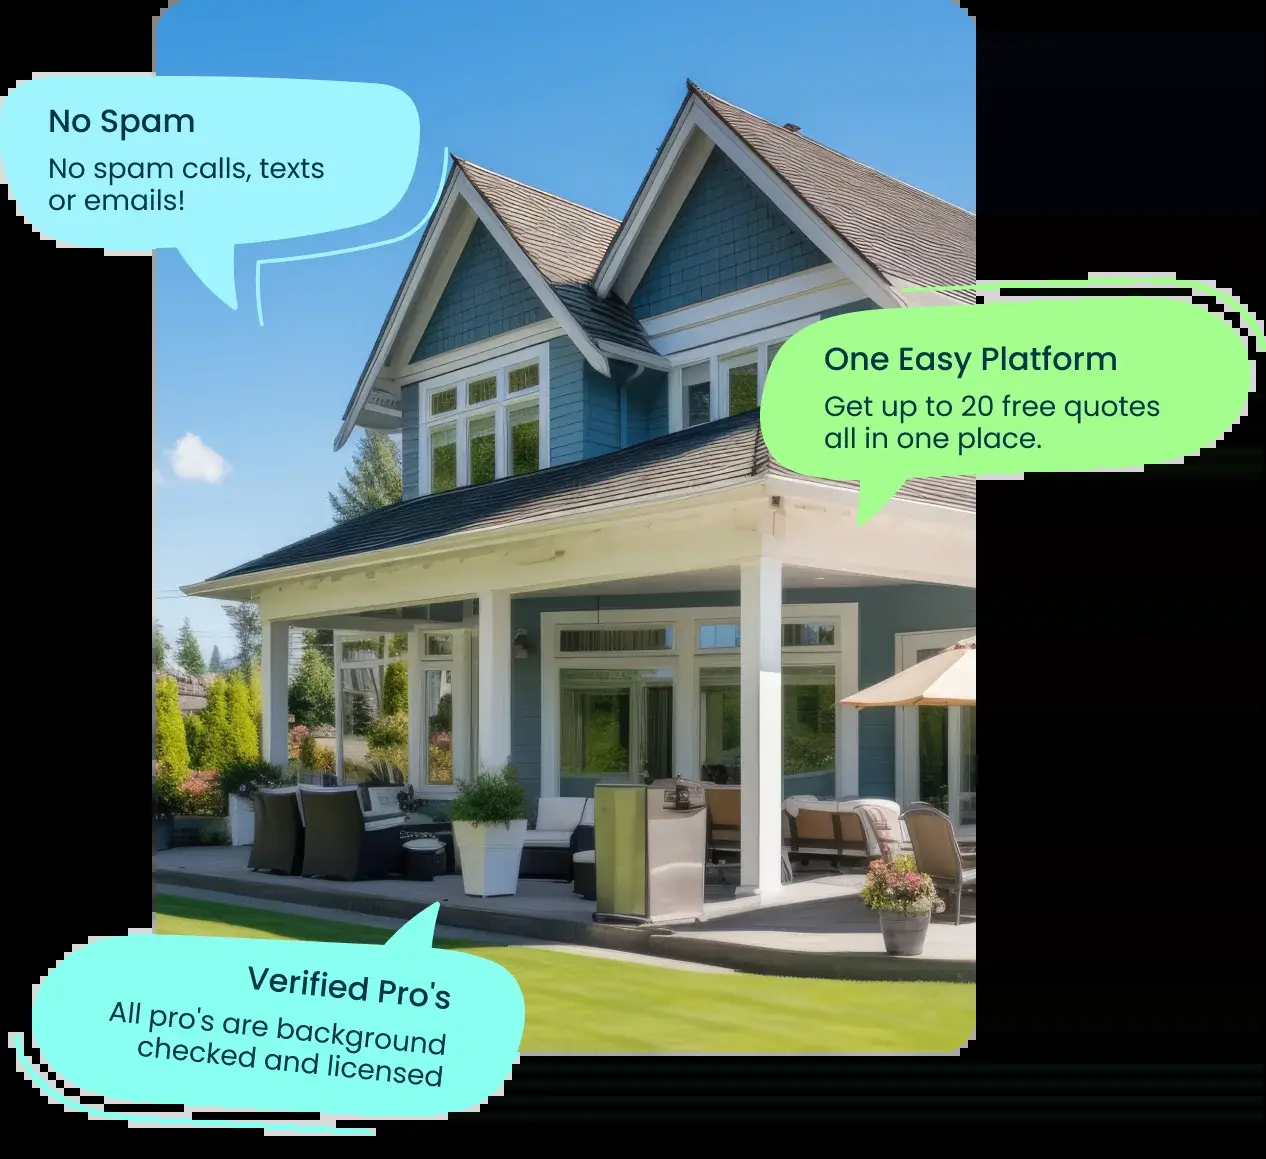 No Spam
No spam calls, texts
or emails!
One Easy Platform
Get up to 20 free quotes
all in one place.
Verified Pro's
All pro's are background
checked and licensed